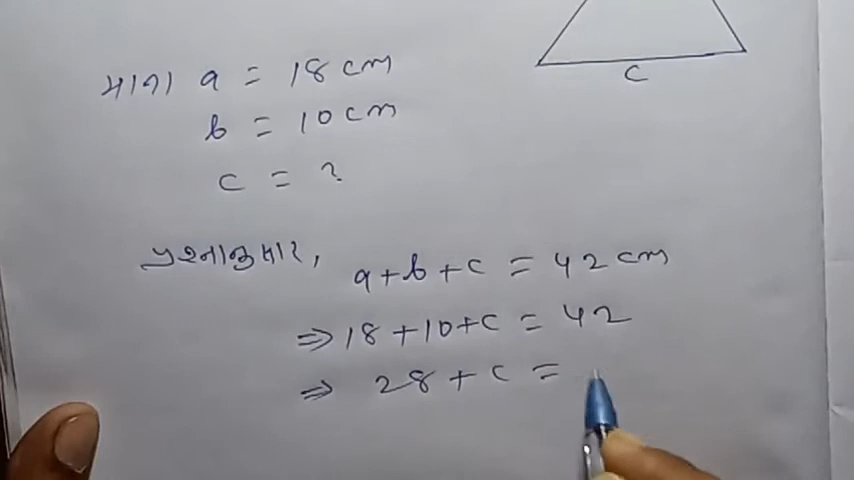 माना a = 18 cm
b = 10 cm
c = ?
c
प्रश्नानुसार,
a + b + c = 42 cm
⇒ 18 + 10 + c = 42
⇒ 28 + c =